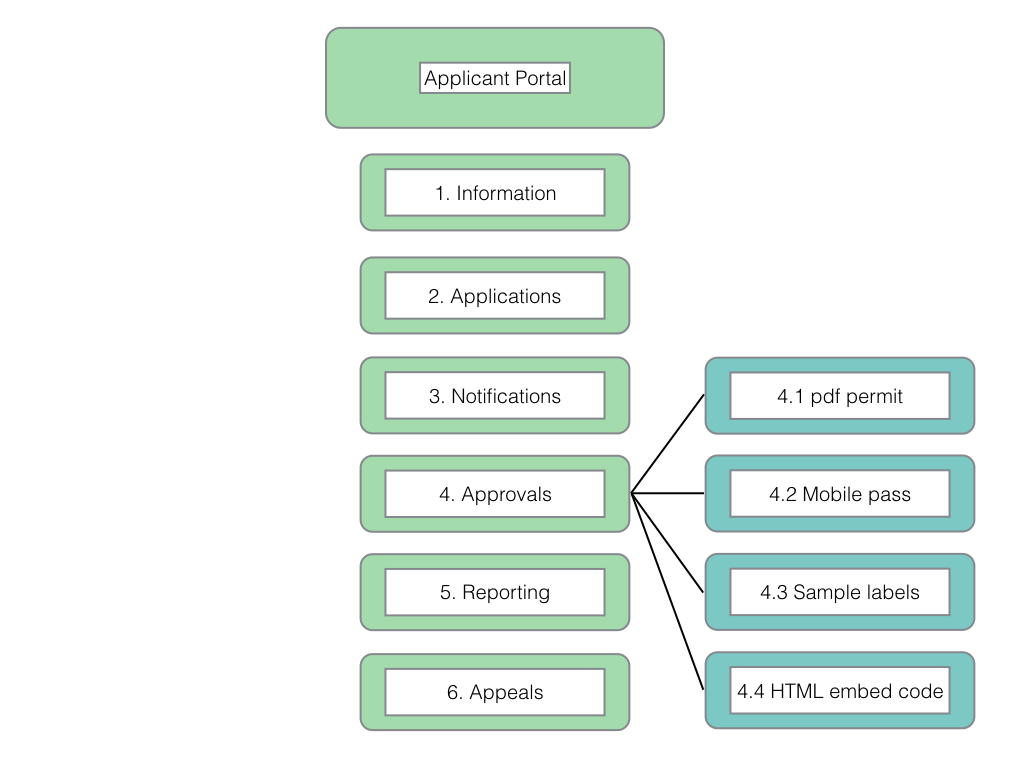 Applicant Portal
1. Information
2. Applications
3. Notifications
4. Approvals
5. Reporting
6. Appeals
4.1 pdf permit
4.2 Mobile pass
4.3 Sample labels
4.4 HTML embed code